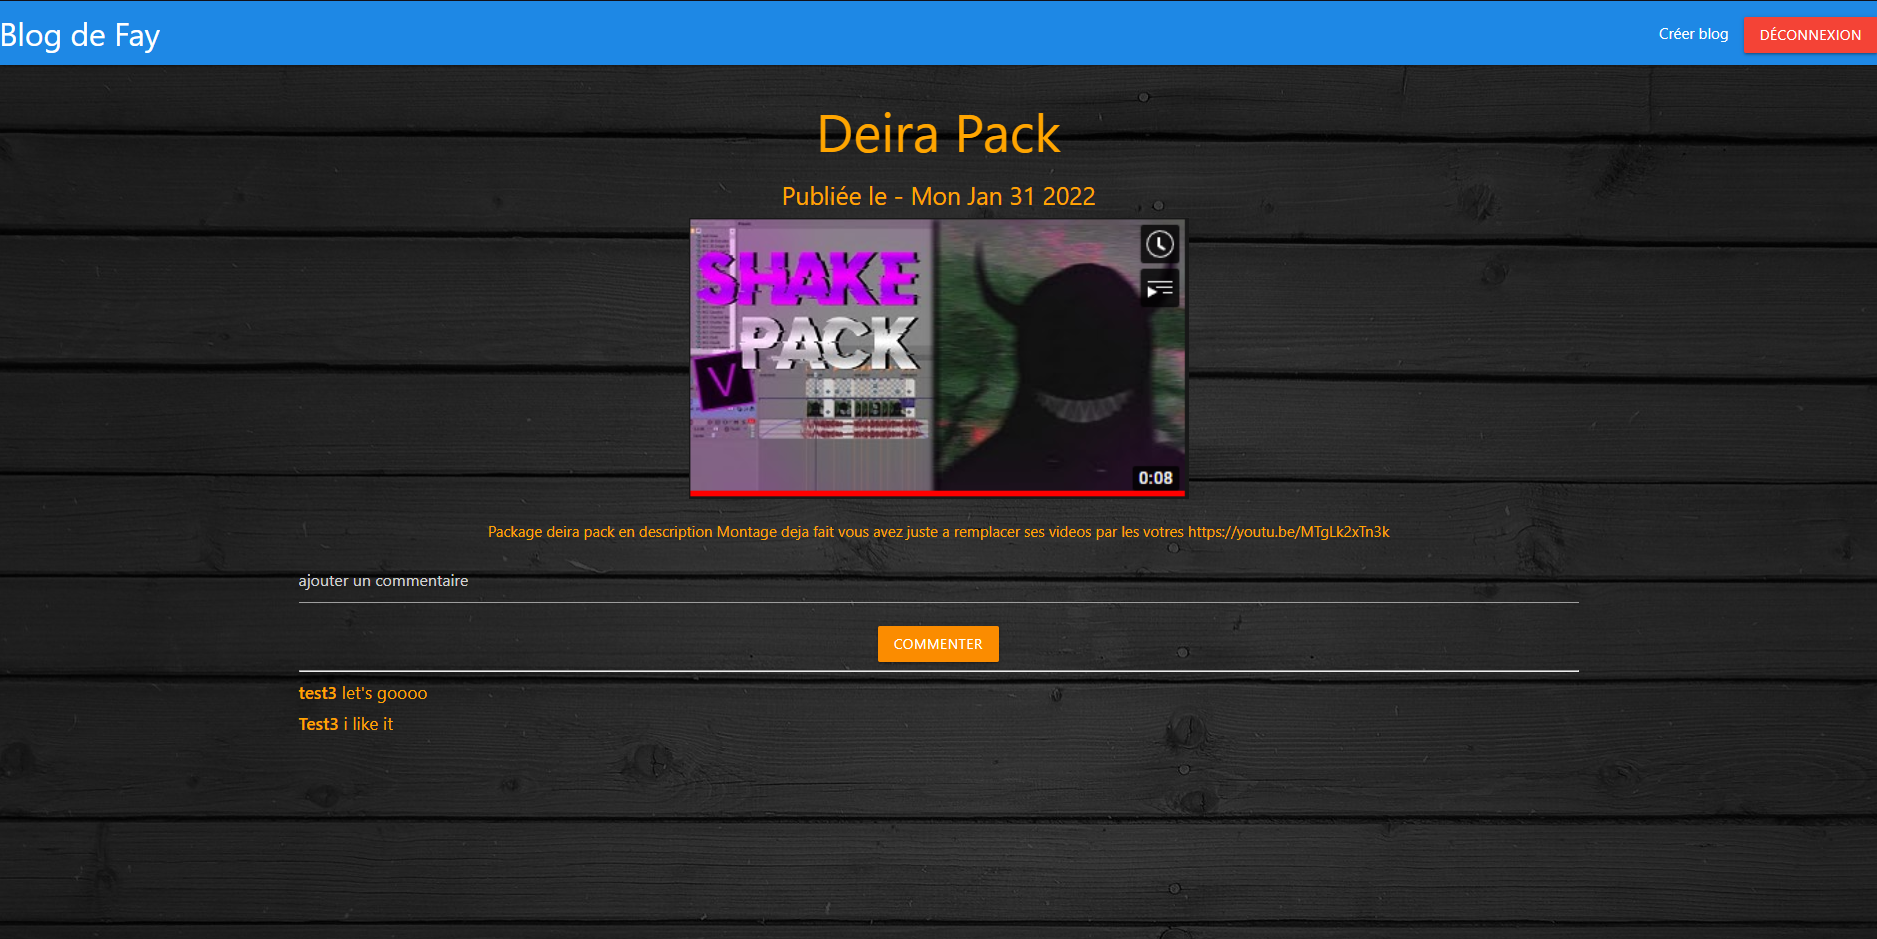 Blog de Fay
Créer blog
DÉCONNEXION
Deira Pack
Publiée le - Mon Jan 31 2022
SHAKE
PACK
V
0:08
Package deira pack en description Montage deja fait vous avez juste a remplacer ses videos par les votres https://youtu.be/MTgLk2xTn3k
ajouter un commentaire
COMMENTER
test3 let's goooo
Test3 i like it